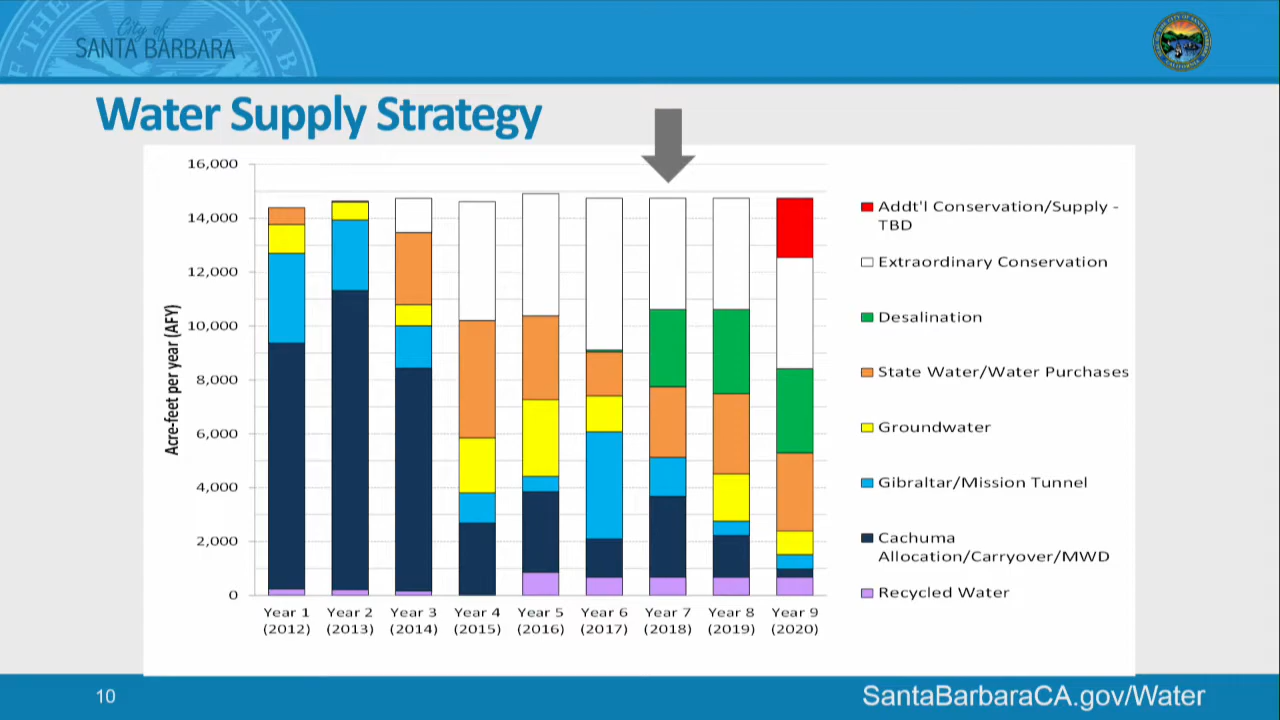 City of
SANTA BARBARA
Water Supply Strategy
Acre-feet per year (AFY)
16,000
14,000
12,000
10,000
8,000
6,000
4,000
2,000
0
Year 1 Year 2 Year 3 Year 4 Year 5 Year 6 Year 7 Year 8 Year 9
(2012) (2013) (2014) (2015) (2016) (2017) (2018) (2019) (2020)
Addt'l Conservation/Supply -
TBD
Extraordinary Conservation
Desalination
State Water/Water Purchases
Groundwater
Gibraltar/Mission Tunnel
Cachuma
Allocation/Carryover/MWD
Recycled Water
10
SantaBarbaraCA.gov/Water